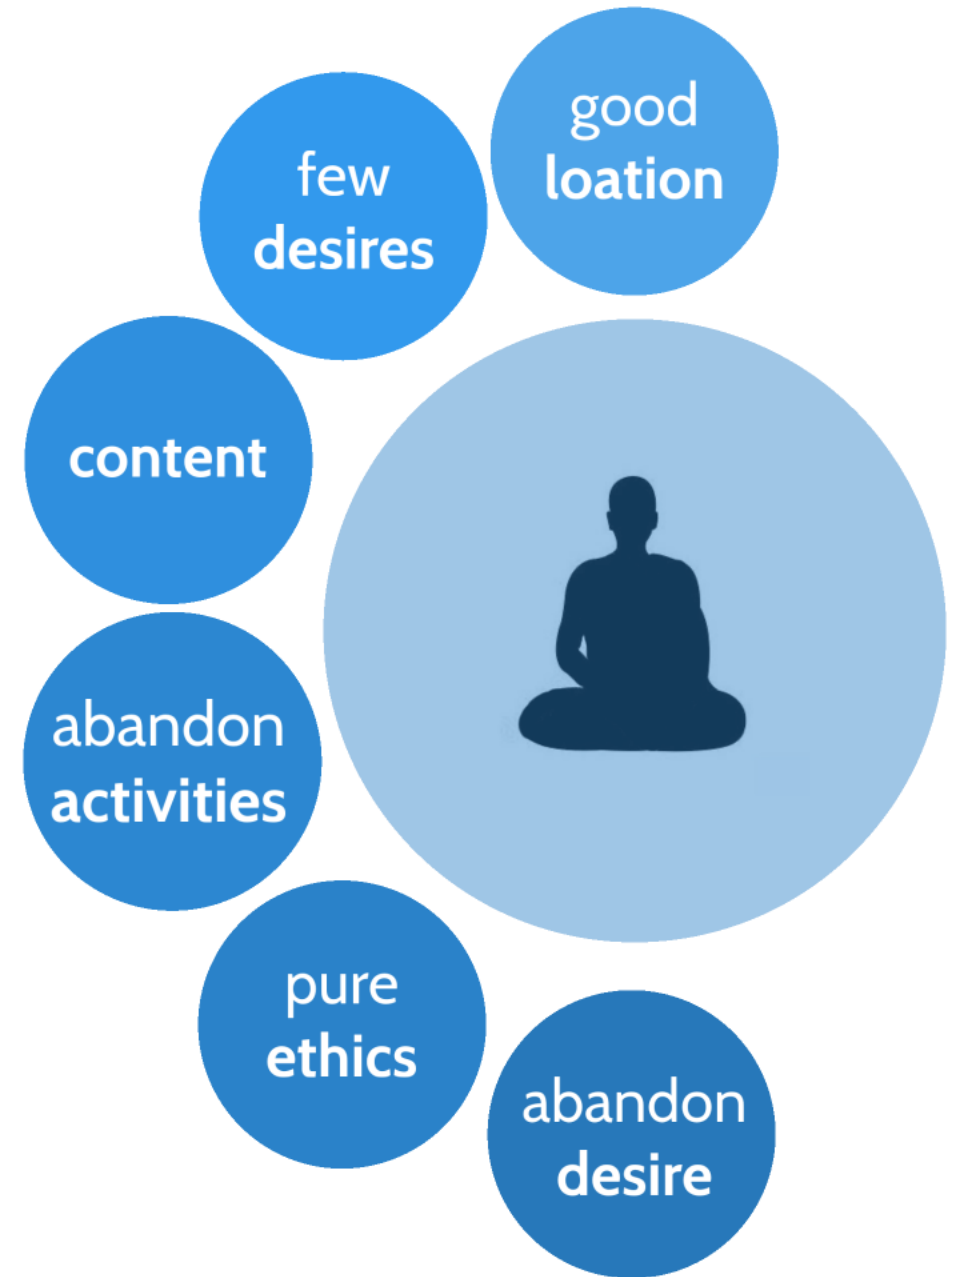 good
loation
few
desires
content
abandon
activities
pure
ethics
abandon
desire